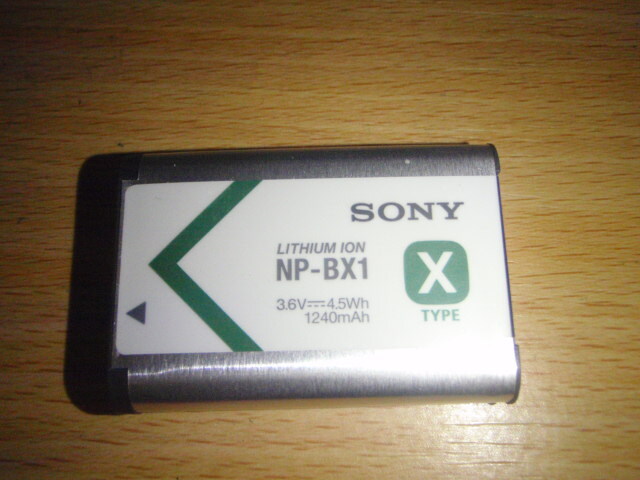 SONY
LITHIUM ION
NP-BX1
3.6V⎓4.5Wh
1240mAh
X
TYPE